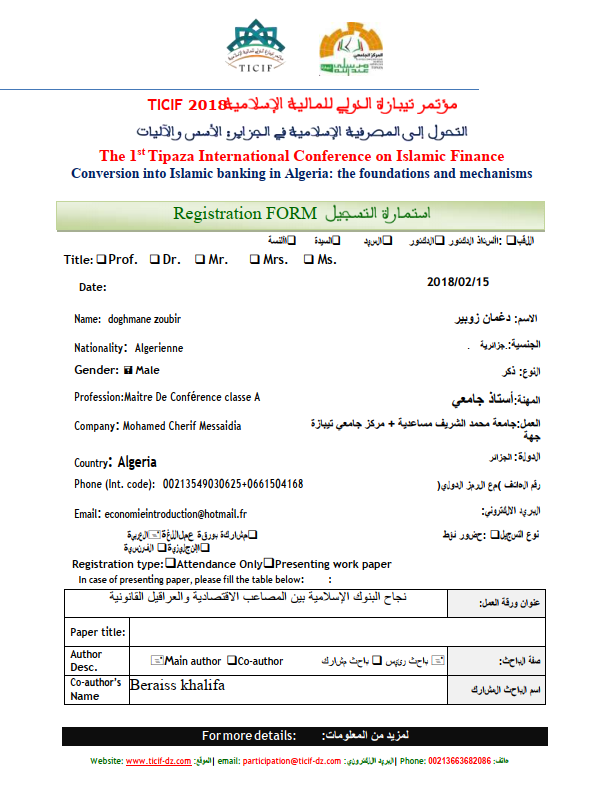 TICIF
مؤتمر تيبازة الدولي للمالية الإسلامية TICIF 2018
التحول إلى المصرفية الإسلامية في الجزائر: الأسس والآليات
The 1st Tipaza International Conference on Islamic Finance
Conversion into Islamic banking in Algeria: the foundations and mechanisms
Registration FORM استمارة التسجيل
اللقب: ❑الأستاذ الدكتور ❑الدكتور ❑السيد ❑السيدة ❑الآنسة
Title: ❑Prof. ❑Dr. ❑Mr. ❑Mrs. ❑Ms.
Date: 2018/02/15
Name: doghmane zoubir الاسم: دغمان زوبير
Nationality: Algerienne الجنسية: جزائرية .
Gender: Male النوع: ذكر
Profession:Maitre De Conférence classe A المهنة: أستاذ جامعي
Company: Mohamed Cherif Messaidia العمل:جامعة محمد الشريف مساعدية + مركز جامعي تيبازة
جهة
Country: Algeria الدولة: الجزائر
Phone (Int. code): 00213549030625+0661504168 رقم الهاتف )مع الرمز الدولي(
Email: economieintroduction@hotmail.fr البريد الالكتروني:
نوع التسجيل: ❑حضور فقط ❑مشاركة بورقة عمل اللغة العربية
❑الإنجليزية ❑الفرنسية
Registration type:❑Attendance Only❑Presenting work paper
In case of presenting paper, please fill the table below: :
نجاح البنوك الإسلامية بين المصاعب الاقتصادية والعراقيل القانونية عنوان ورقة العمل:
Paper title:
Author Desc. Main author ❑Co-author باحث رئيس ❑ باحث مشارك صفة الباحث:
Co-author's Name Beraiss khalifa اسم الباحث المشارك
For more details: لمزيد من المعلومات:
Website: www.ticif-dz.com الموقع: | email: participation@ticif-dz.com البريد الإلكتروني: | Phone: 00213663682086 هاتف: